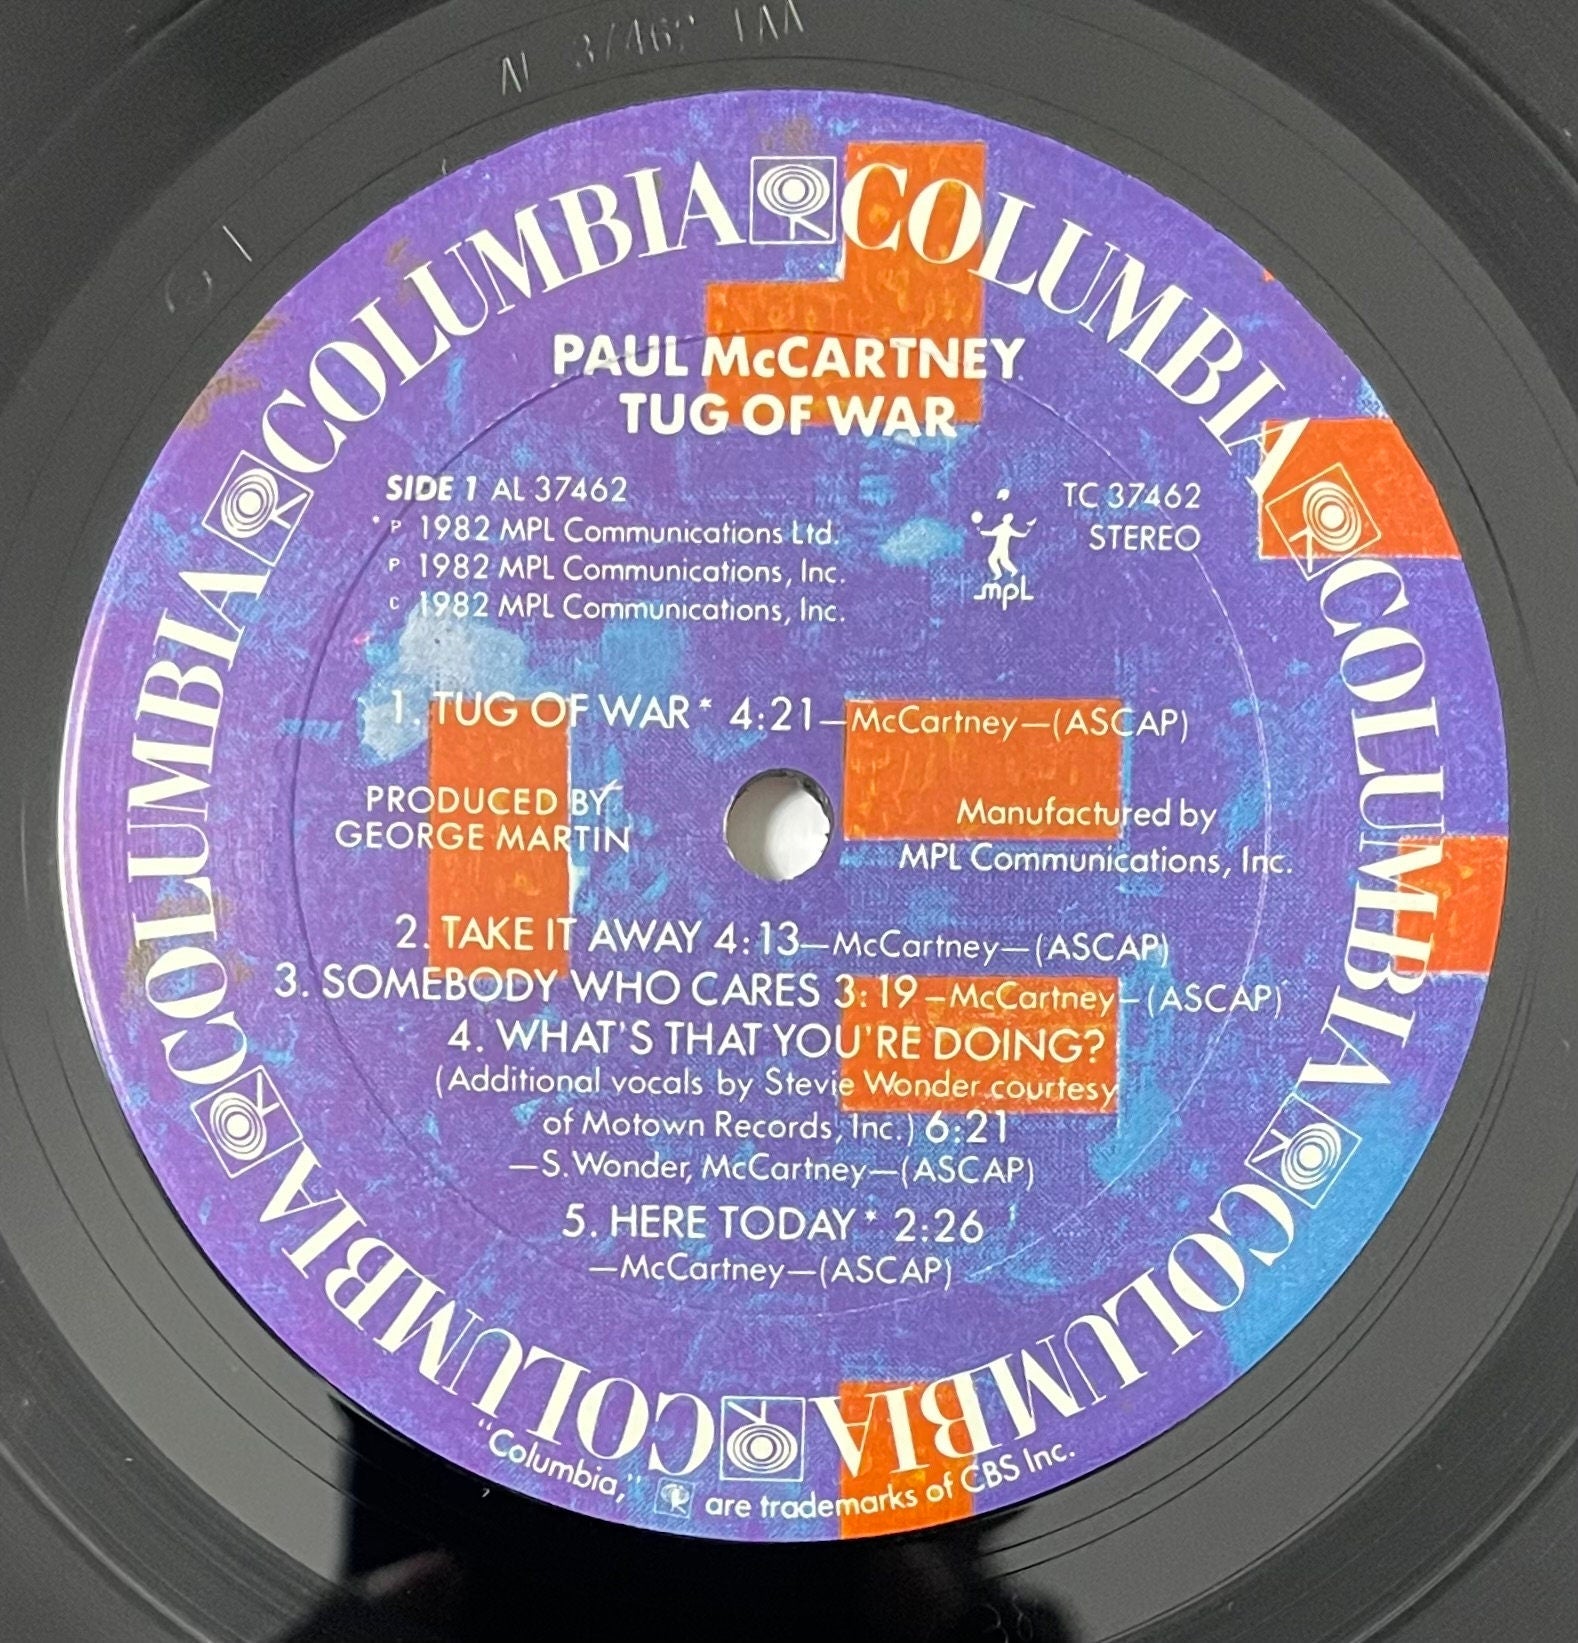 COLUMBIA COLUMBIA COLUMBIA COLUMBIA COLUMBIA COLUMBIA
PAUL McCARTNEY
TUG OF WAR
SIDE 1 AL 37462
TC 37462
* P 1982 MPL Communications Ltd.
STEREO
P 1982 MPL Communications, Inc.
C 1982 MPL Communications, Inc.
mpL
1. TUG OF WAR* 4:21—McCartney—(ASCAP)
PRODUCED BY
GEORGE MARTIN
Manufactured by
MPL Communications, Inc.
2. TAKE IT AWAY 4:13—McCartney—(ASCAP)
3. SOMEBODY WHO CARES 3:19—McCartney—(ASCAP)
4. WHAT'S THAT YOU'RE DOING?
(Additional vocals by Stevie Wonder courtesy
of Motown Records, Inc.) 6:21
—S. Wonder, McCartney—(ASCAP)
5. HERE TODAY* 2:26
—McCartney—(ASCAP)
"Columbia," are trademarks of CBS Inc.